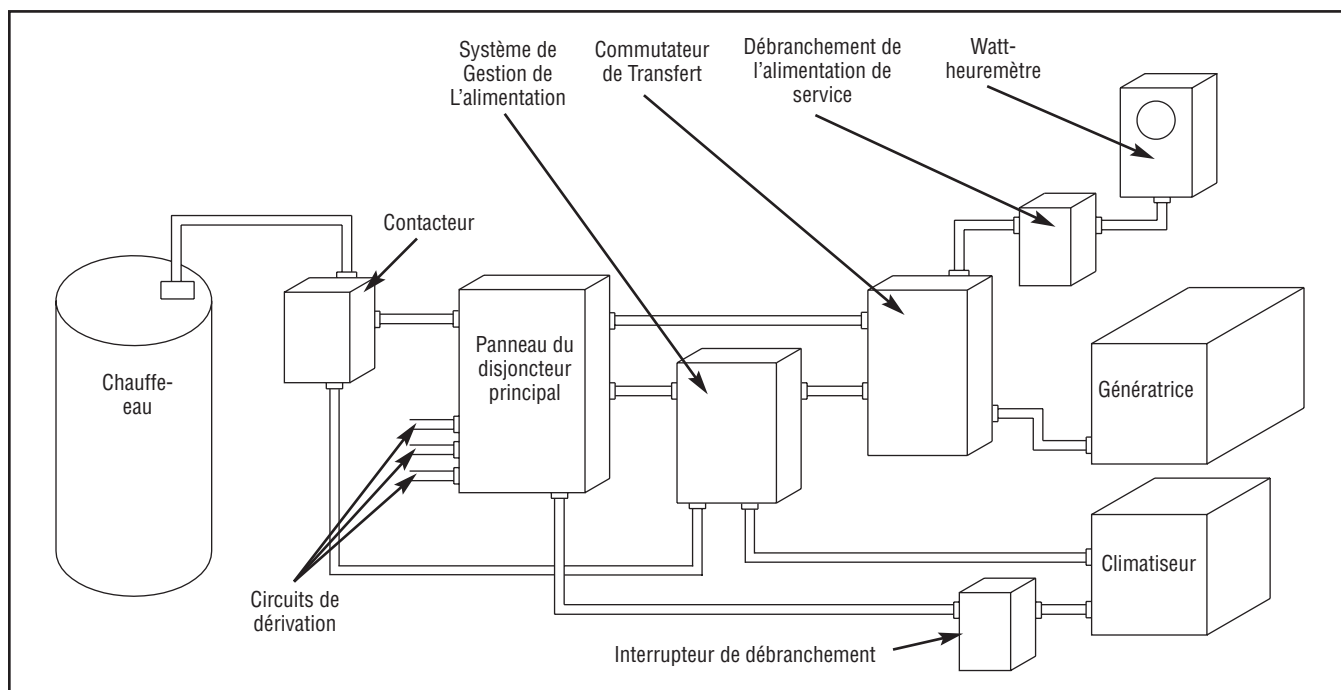 Système de
Gestion de
L'alimentation
Commutateur
de Transfert
Débranchement de
l'alimentation de
service
Watt-
heuremètre
Contacteur
Chauffe-
eau
Panneau du
disjoncteur
principal
Génératrice
Climatiseur
Circuits de
dérivation
Interrupteur de débranchement